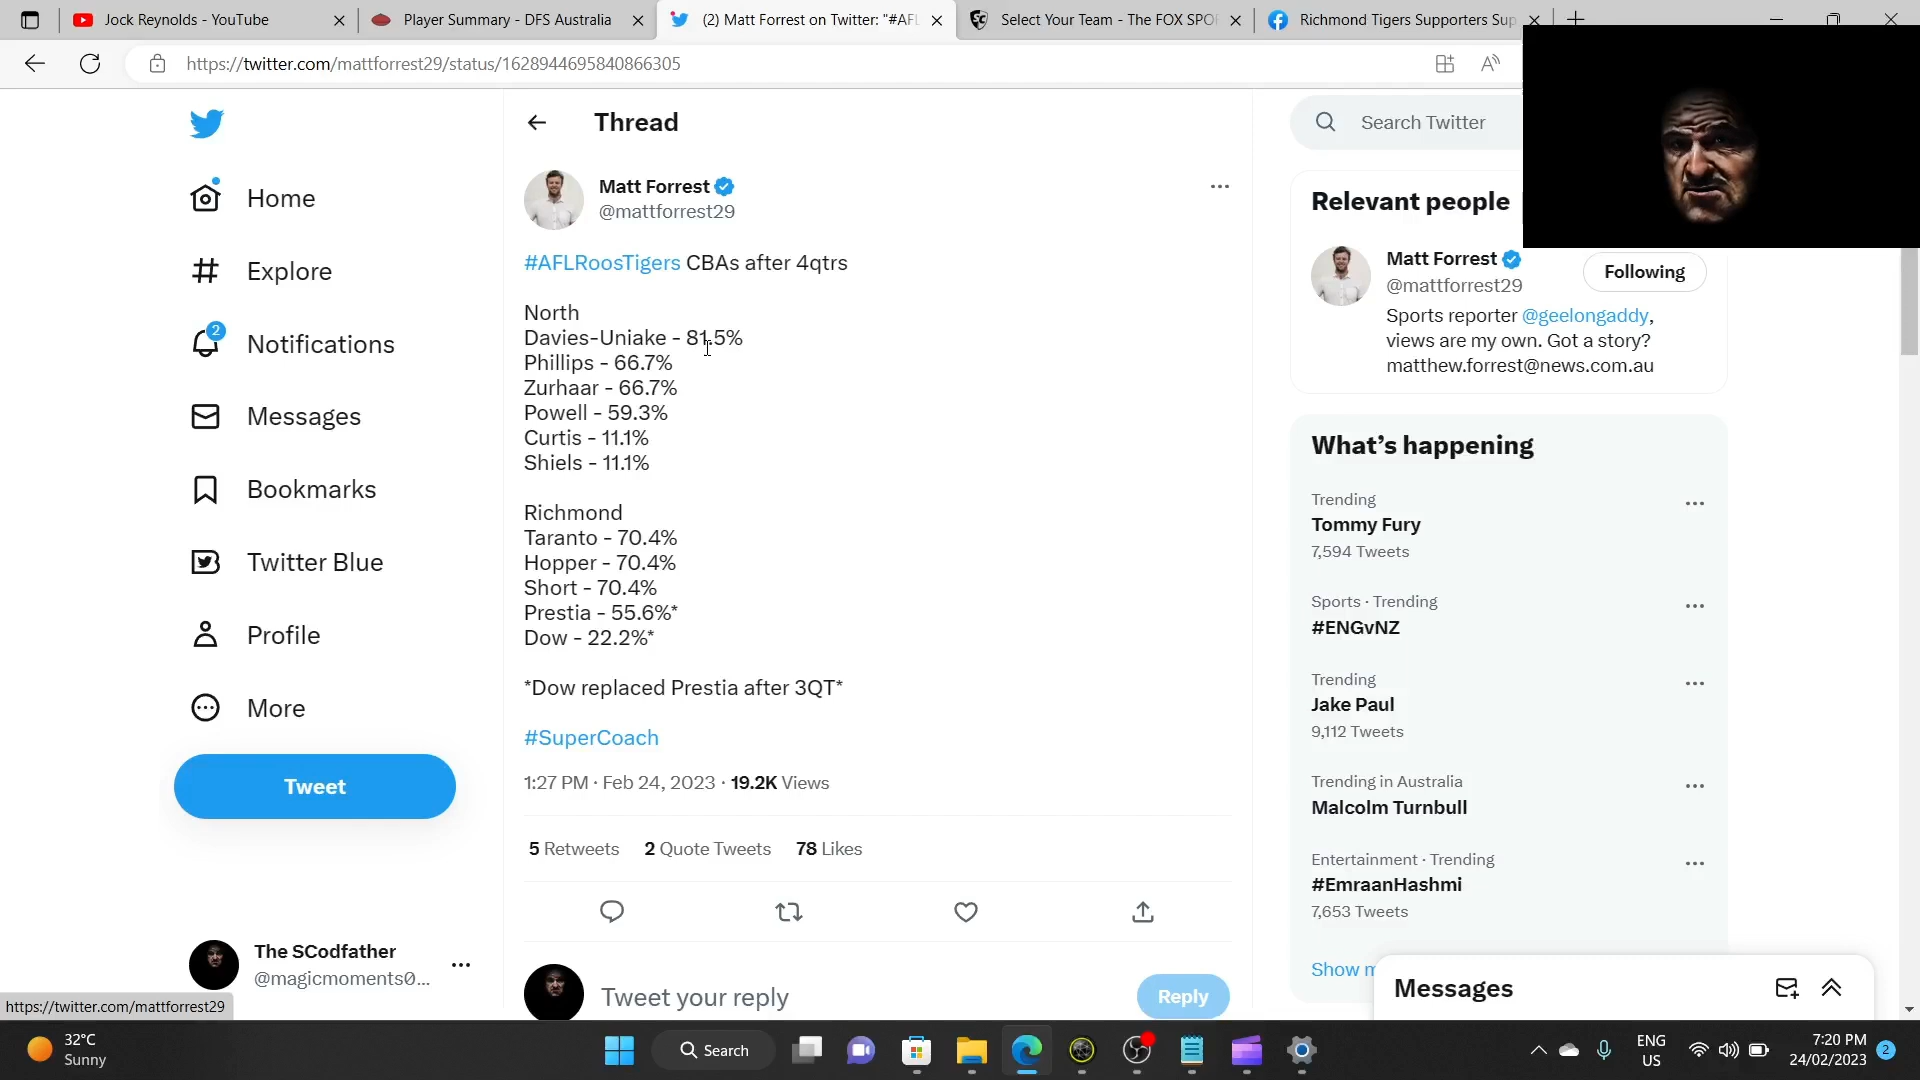 Jock Reynolds - YouTube
Player Summary - DFS Australia
(2) Matt Forrest on Twitter: "#AFL
Select Your Team - The FOX SPO
Richmond Tigers Supporters Sup
https://twitter.com/mattforrest29/status/1628944695840866305
Home
Explore
2
Notifications
Messages
Bookmarks
Twitter Blue
Profile
More
Tweet
The SCodfather
@magicmoments0...
Thread
Matt Forrest
@mattforrest29
#AFLRoosTigers CBAs after 4qtrs
North
Davies-Uniake - 81.5%
Phillips - 66.7%
Zurhaar - 66.7%
Powell - 59.3%
Curtis - 11.1%
Shiels - 11.1%
Richmond
Taranto - 70.4%
Hopper - 70.4%
Short - 70.4%
Prestia - 55.6%*
Dow - 22.2%*
*Dow replaced Prestia after 3QT*
#SuperCoach
1:27 PM · Feb 24, 2023 · 19.2K Views
5 Retweets 2 Quote Tweets 78 Likes
Tweet your reply
Reply
Search Twitter
Relevant people
Matt Forrest
@mattforrest29
Following
Sports reporter @geelongaddy,
views are my own. Got a story?
matthew.forrest@news.com.au
What's happening
Trending
Tommy Fury
7,594 Tweets
Sports · Trending
#ENGvNZ
Trending
Jake Paul
9,112 Tweets
Trending in Australia
Malcolm Turnbull
Entertainment · Trending
#EmraanHashmi
7,653 Tweets
Show m
Messages
https://twitter.com/mattforrest29
32°C
Sunny
Search
ENG
US
7:20 PM
24/02/2023
2